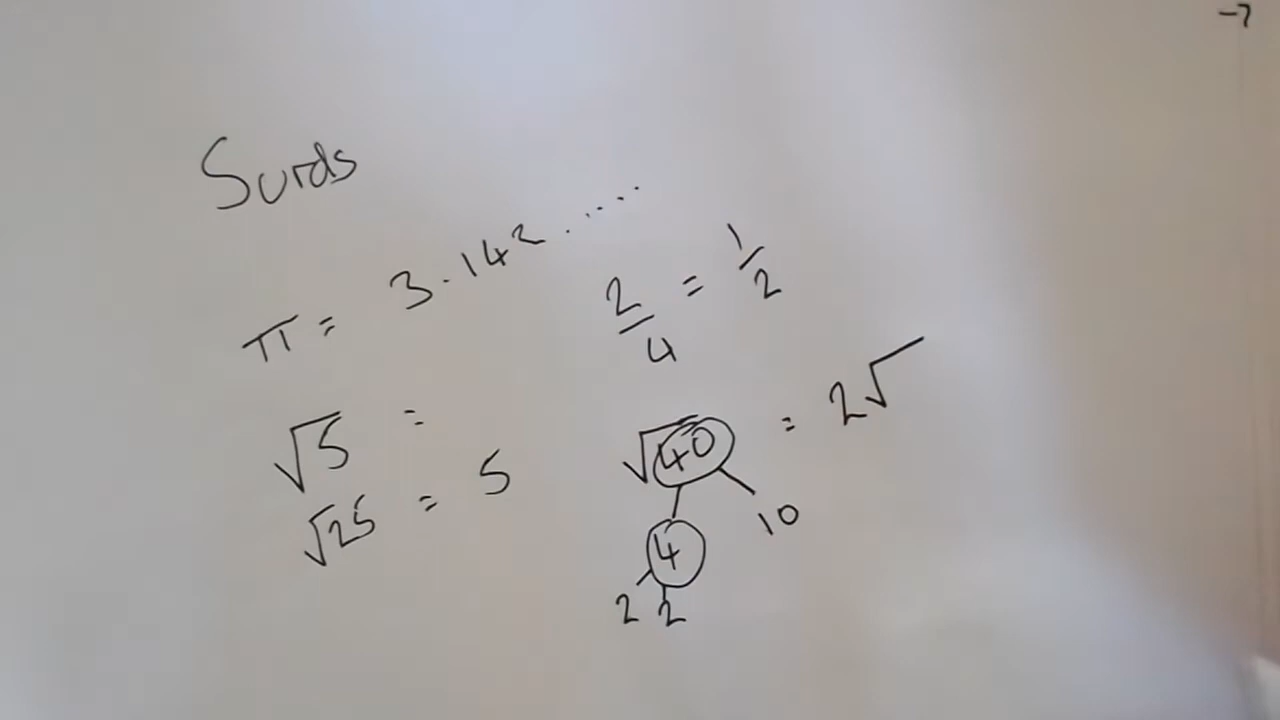 -7
Surds
π = 3.142.....
2/4 = 1/2
√5 =
√25 = 5
√40 = 2√
4 10
2 2